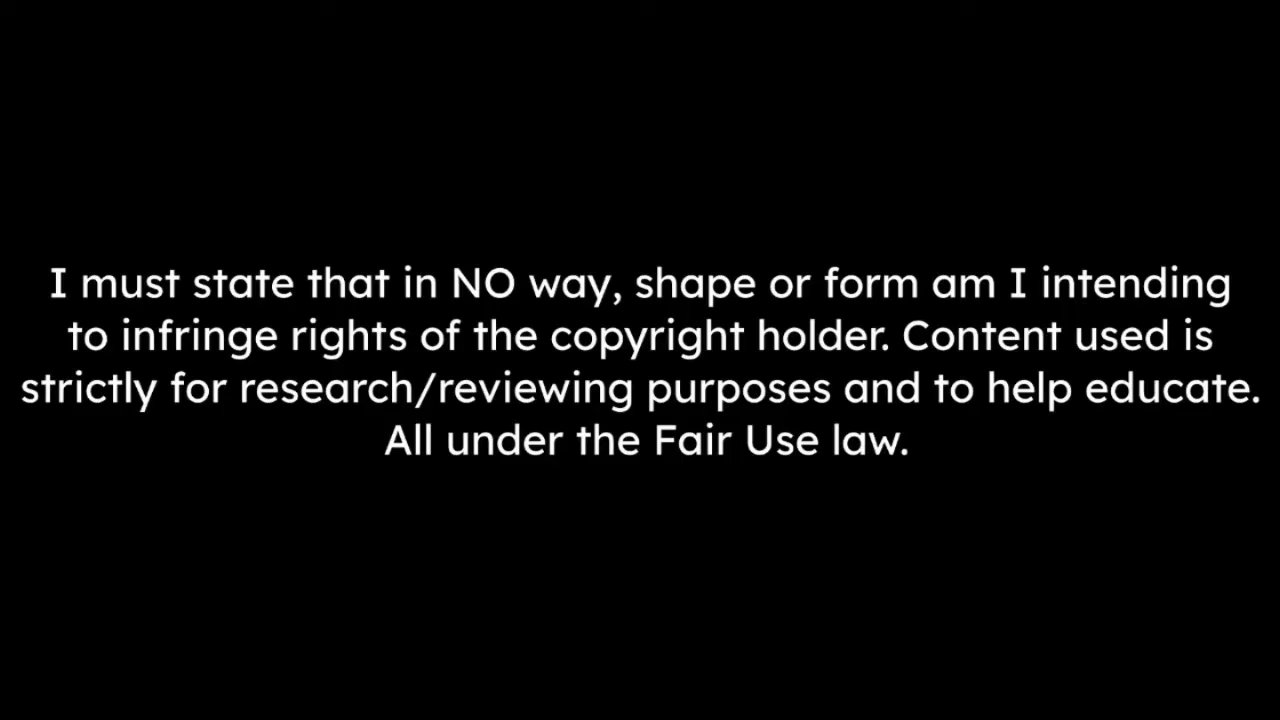 I must state that in NO way, shape or form am I intending
to infringe rights of the copyright holder. Content used is
strictly for research/reviewing purposes and to help educate.
All under the Fair Use law.